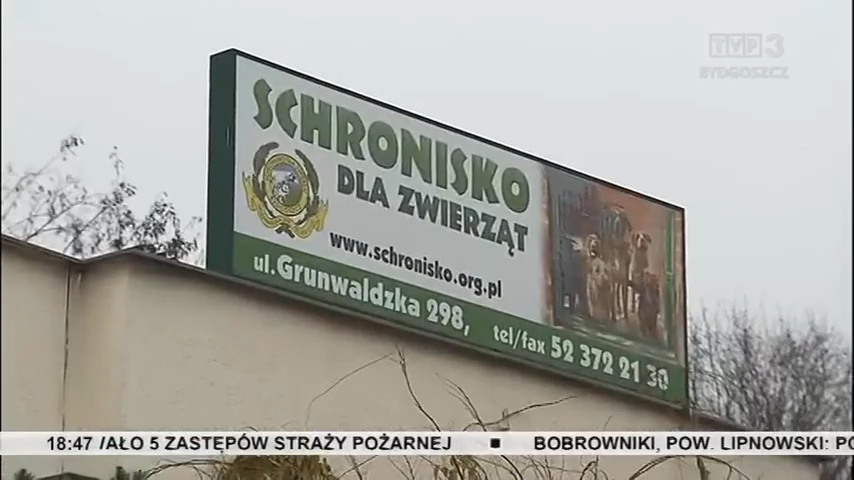 TVP3
BYDGOSZCZ
SCHRONISKO
DLA ZWIERZĄT
www.schronisko.org.pl
ul.Grunwaldzka 298,
tel/fax 52 372 21 30
18:47 /AŁO 5 ZASTĘPÓW STRAŻY POŻARNEJ ■ BOBROWNIKI, POW. LIPNOWSKI: PO